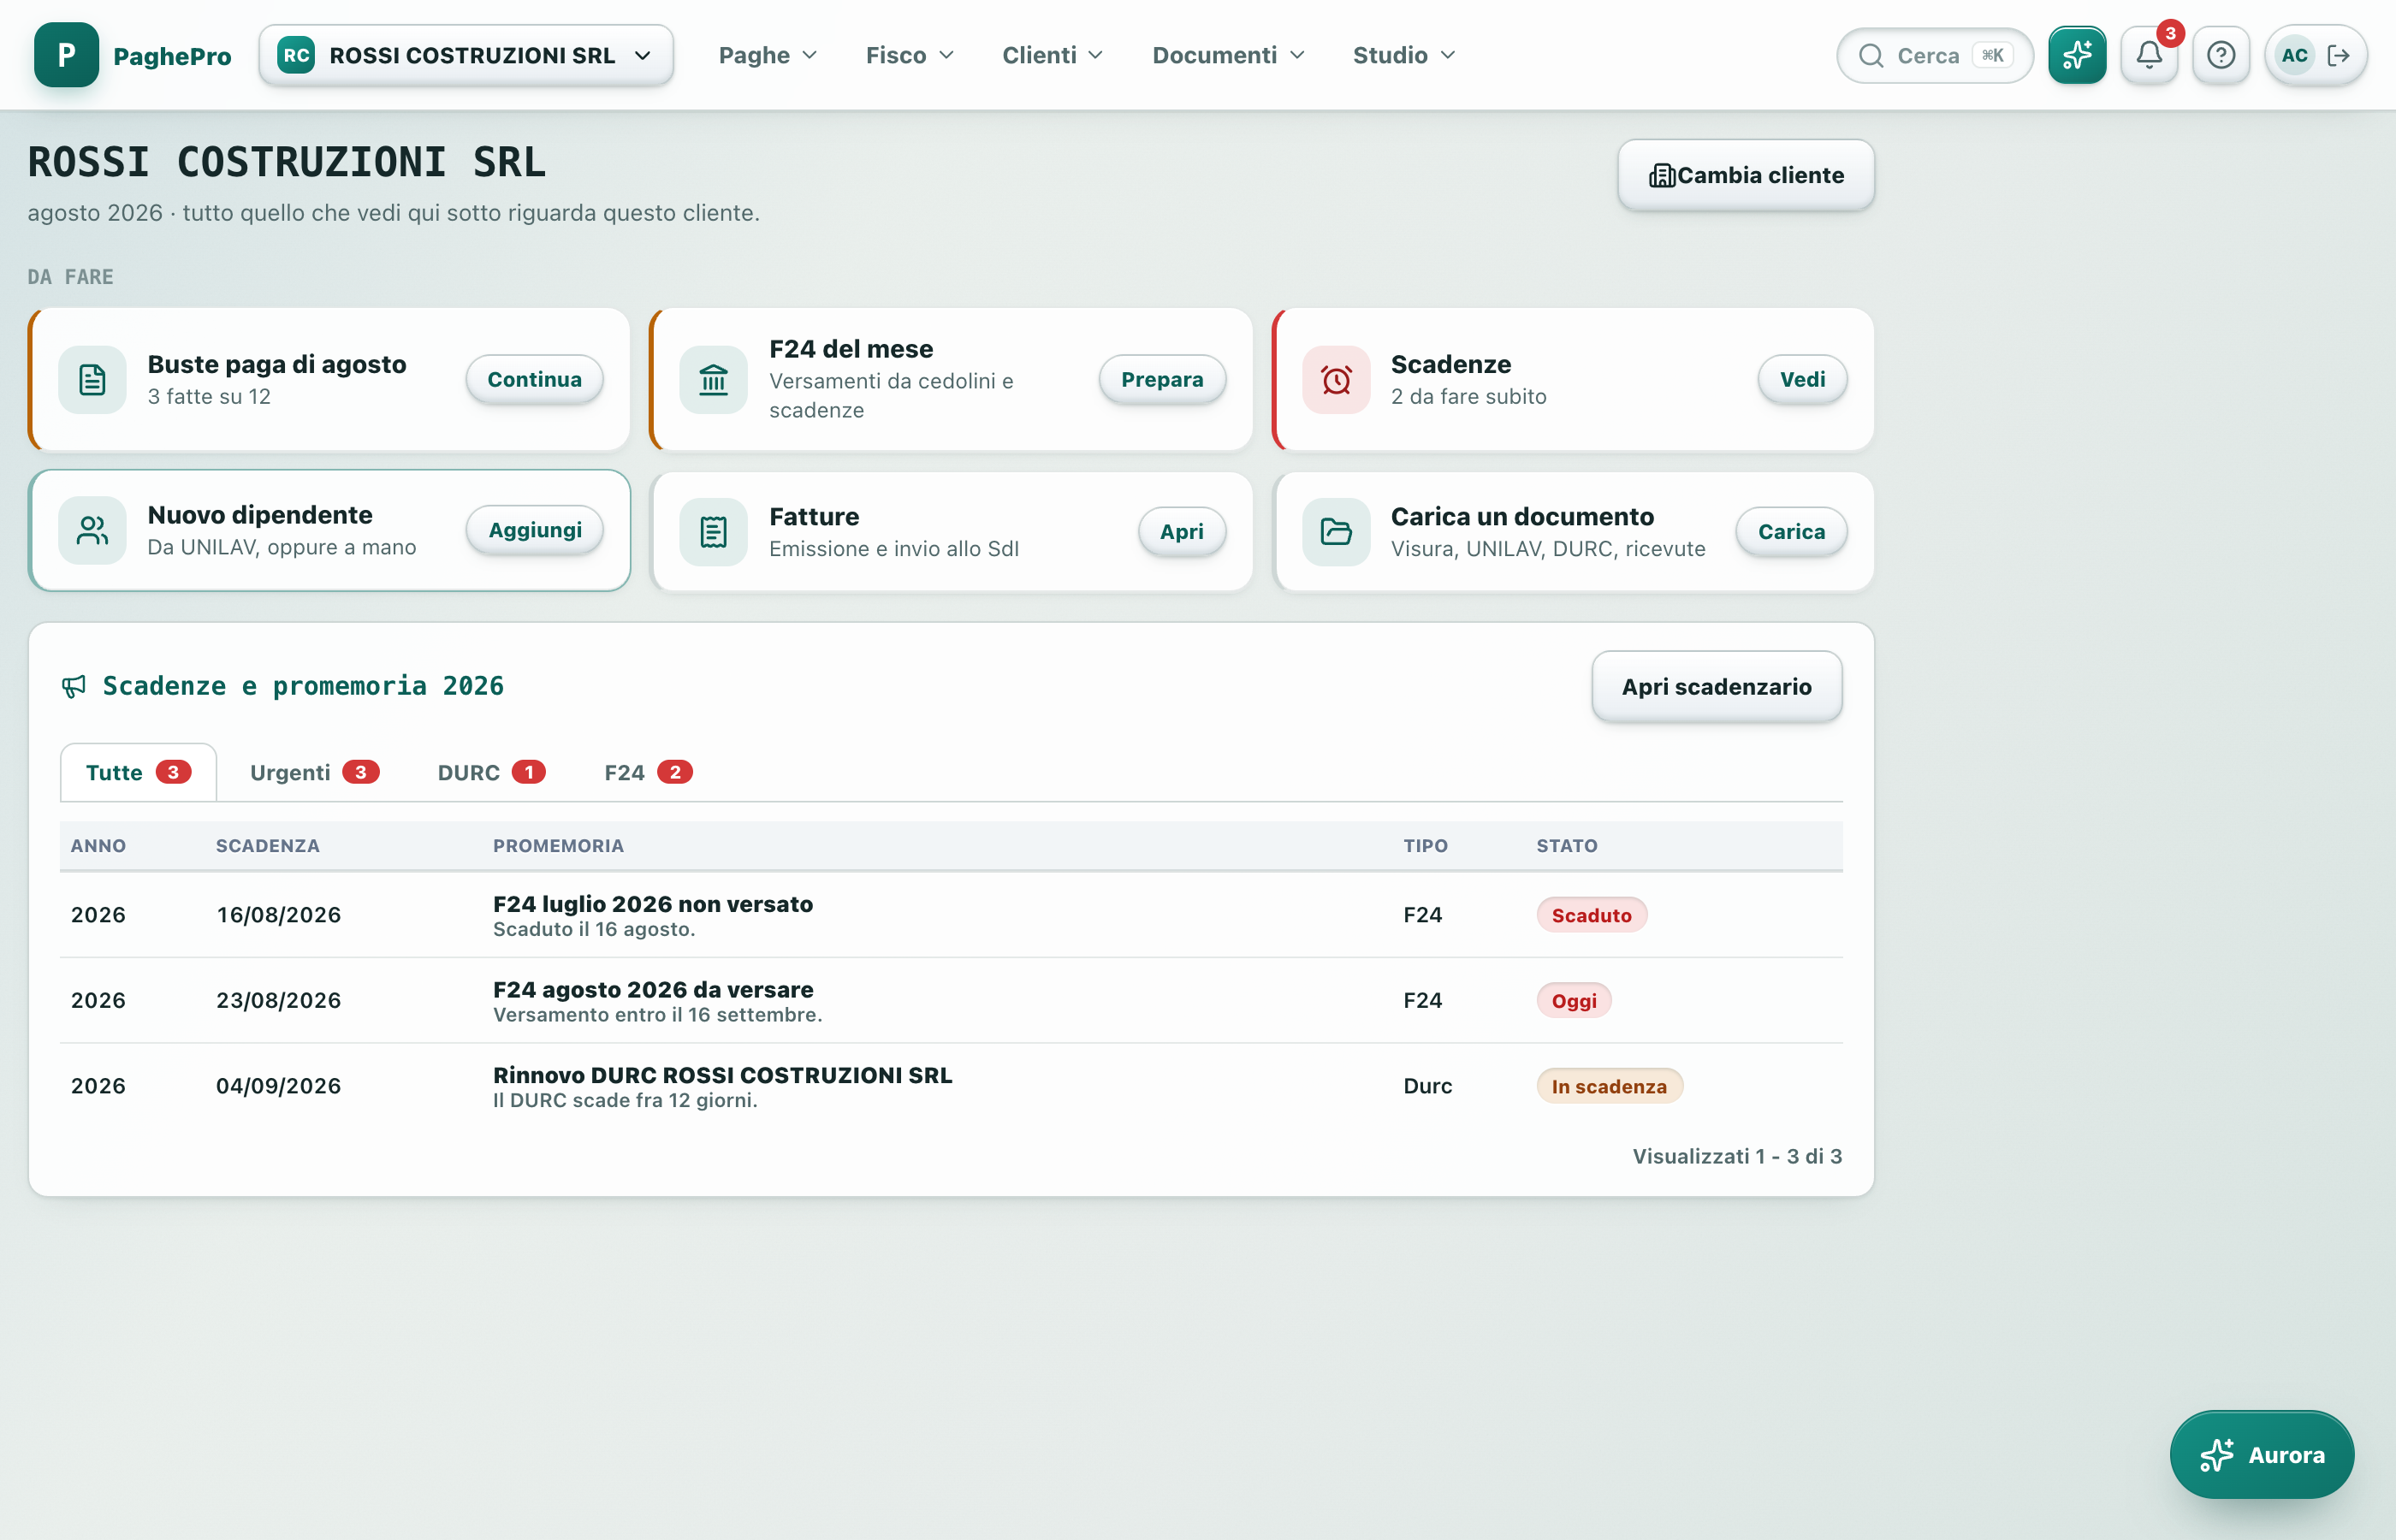 P PaghePro RC ROSSI COSTRUZIONI SRL Paghe Fisco Clienti Documenti Studio Cerca ⌘K 3 AC
ROSSI COSTRUZIONI SRL
Cambia cliente
agosto 2026 · tutto quello che vedi qui sotto riguarda questo cliente.
DA FARE
Buste paga di agosto
3 fatte su 12
Continua
F24 del mese
Versamenti da cedolini e
scadenze
Prepara
Scadenze
2 da fare subito
Vedi
Nuovo dipendente
Da UNILAV, oppure a mano
Aggiungi
Fatture
Emissione e invio allo SdI
Apri
Carica un documento
Visura, UNILAV, DURC, ricevute
Carica
Scadenze e promemoria 2026
Apri scadenzario
Tutte 3 Urgenti 3 DURC 1 F24 2
ANNO SCADENZA PROMEMORIA TIPO STATO
2026 16/08/2026 F24 luglio 2026 non versato F24 Scaduto
Scaduto il 16 agosto.
2026 23/08/2026 F24 agosto 2026 da versare F24 Oggi
Versamento entro il 16 settembre.
2026 04/09/2026 Rinnovo DURC ROSSI COSTRUZIONI SRL Durc In scadenza
Il DURC scade fra 12 giorni.
Visualizzati 1 - 3 di 3
Aurora